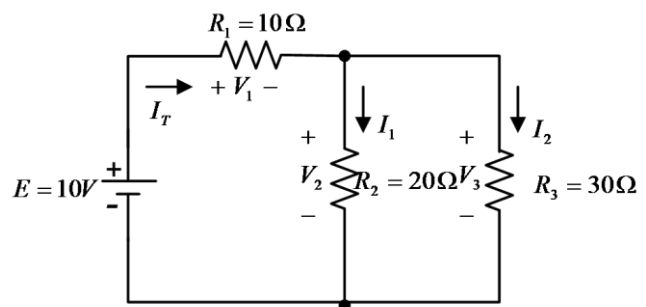 R₁ = 10Ω
+ V₁ −
I_T
I₁
I₂
+
+
+
E = 10V
V₂
R₂ = 20Ω
V₃
R₃ = 30Ω
-
−
−